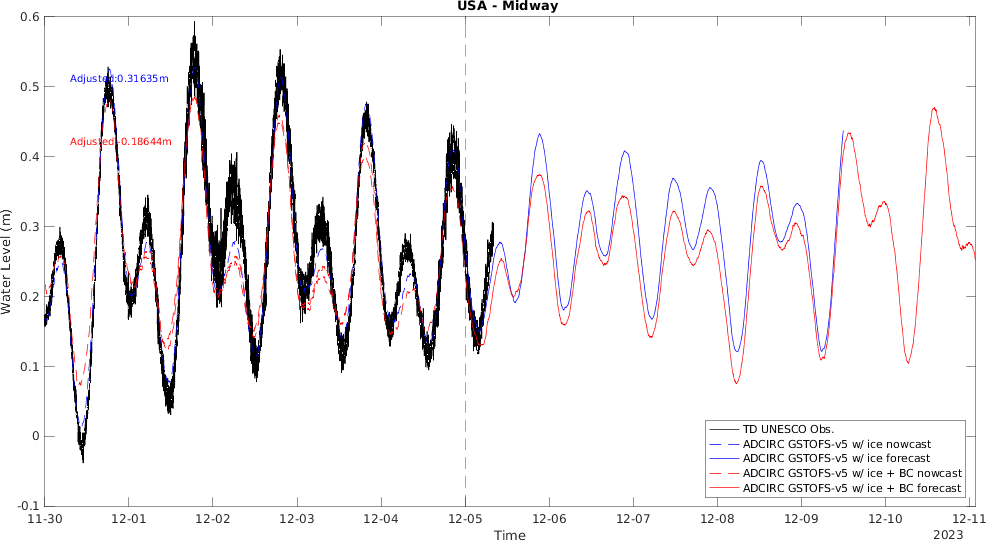 USA - Midway
0.6
0.5
0.4
0.3
0.2
0.1
0
-0.1
Water Level (m)
Adjusted:0.31635m
Adjusted:-0.18644m
TD UNESCO Obs.
ADCIRC GSTOFS-v5 w/ ice nowcast
ADCIRC GSTOFS-v5 w/ ice forecast
ADCIRC GSTOFS-v5 w/ ice + BC nowcast
ADCIRC GSTOFS-v5 w/ ice + BC forecast
11-30 12-01 12-02 12-03 12-04 12-05 12-06 12-07 12-08 12-09 12-10 12-11
Time
2023